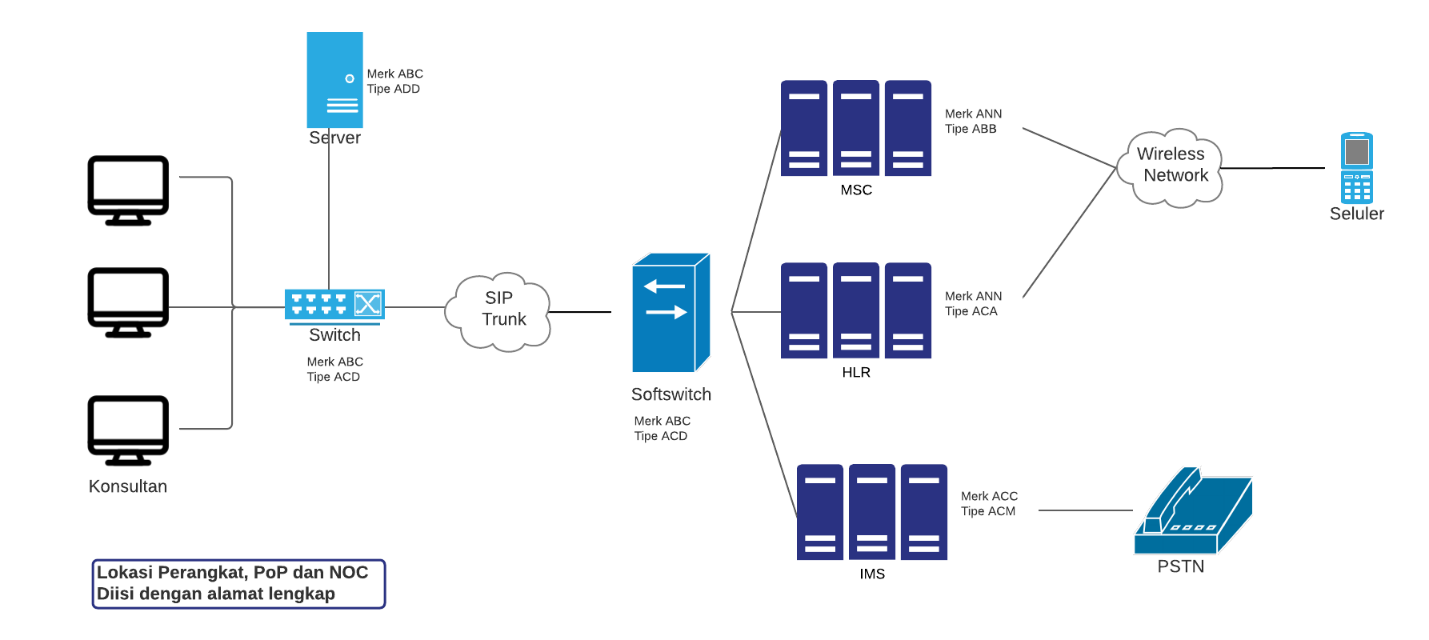 Merk ABC
Tipe ADD
Server
Merk ANN
Tipe ABB
MSC
Wireless
Network
Seluler
SIP
Trunk
Switch
Merk ABC
Tipe ACD
Softswitch
Merk ABC
Tipe ACD
Merk ANN
Tipe ACA
HLR
Konsultan
Merk ACC
Tipe ACM
IMS
PSTN
Lokasi Perangkat, PoP dan NOC
Diisi dengan alamat lengkap